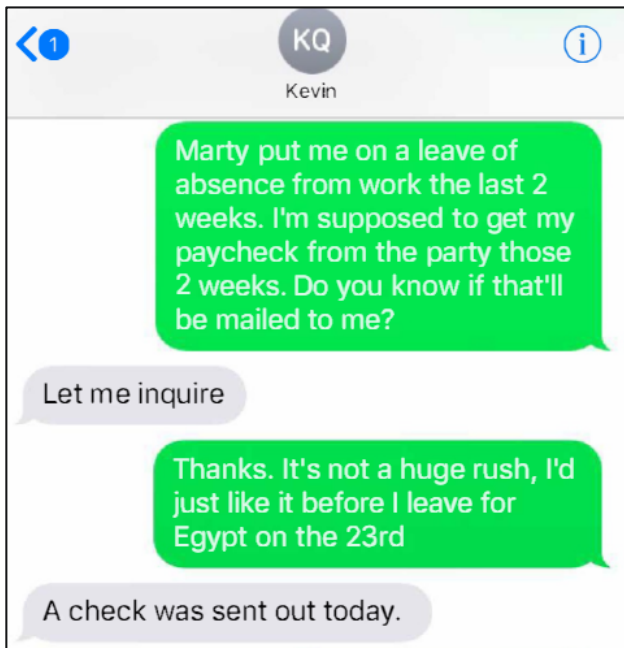 1
KQ
Kevin
Marty put me on a leave of
absence from work the last 2
weeks. I'm supposed to get my
paycheck from the party those
2 weeks. Do you know if that'll
be mailed to me?
Let me inquire
Thanks. It's not a huge rush, I'd
just like it before I leave for
Egypt on the 23rd
A check was sent out today.